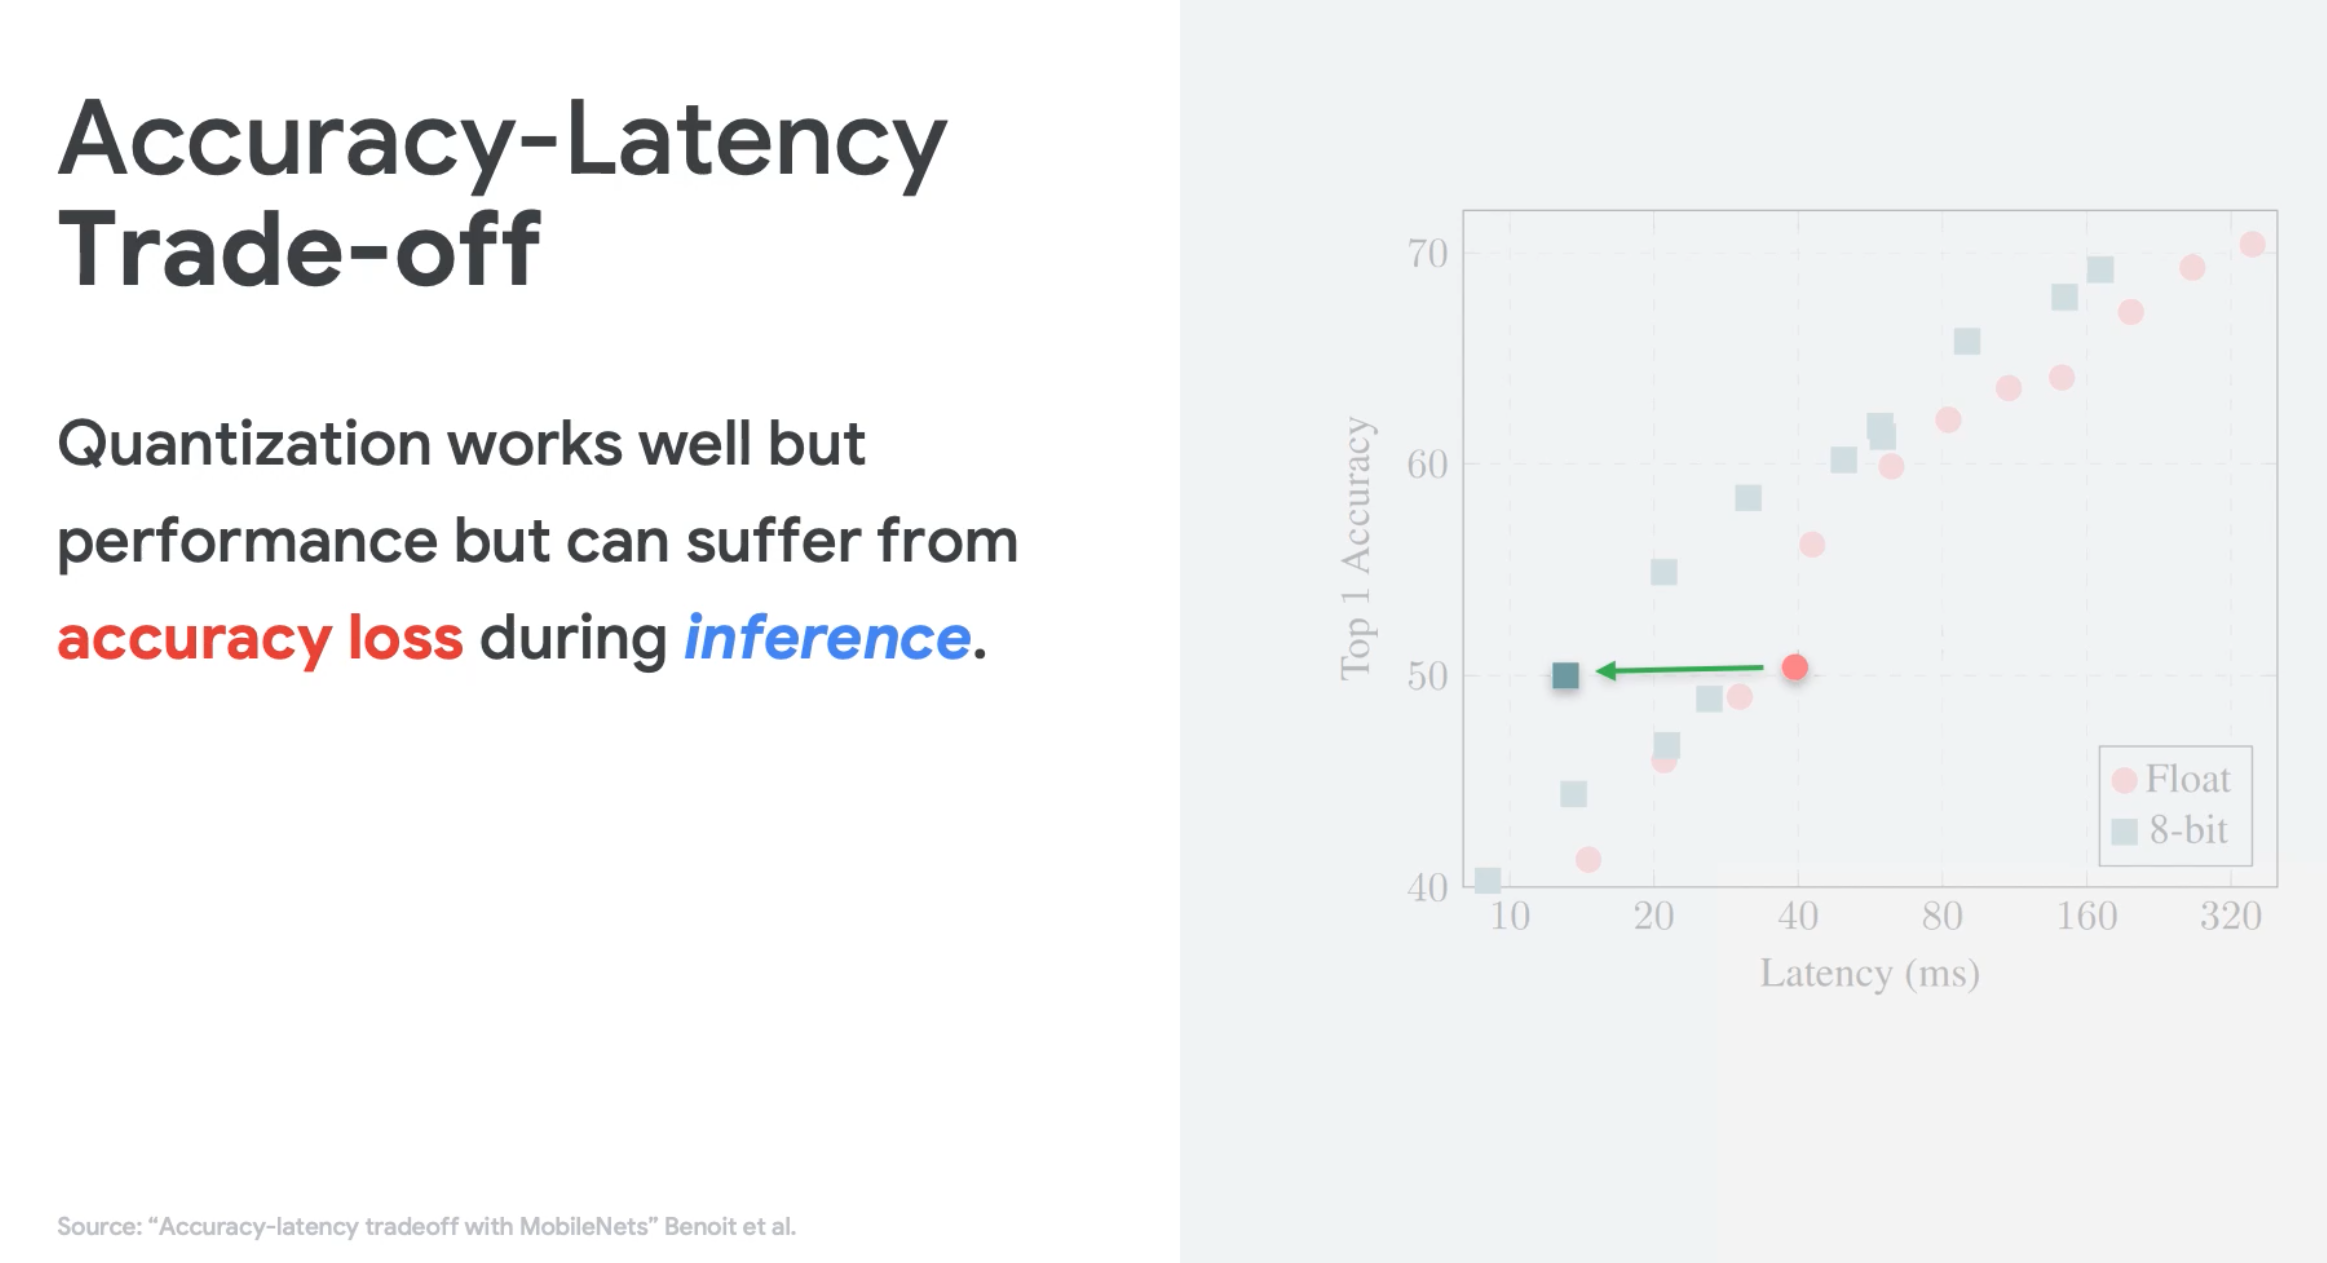 Accuracy-Latency
Trade-off
Quantization works well but
performance but can suffer from
accuracy loss during inference.
Source: “Accuracy-latency tradeoff with MobileNets” Benoit et al.
Top 1 Accuracy
70
60
50
40
10 20 40 80 160 320
Latency (ms)
Float
8-bit